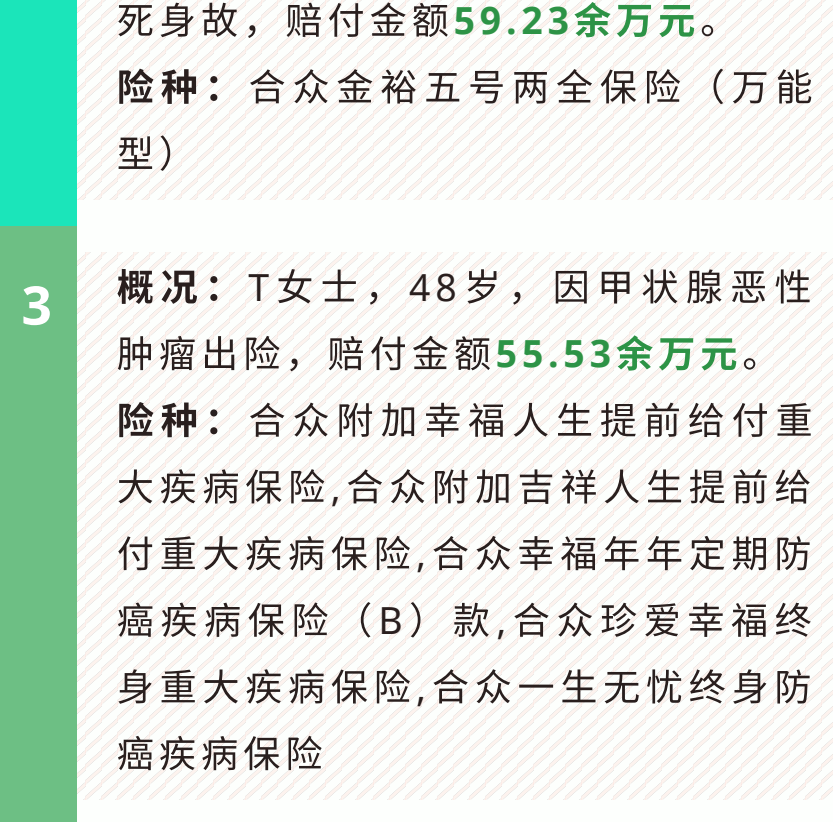 死身故，赔付金额59.23余万元。
险种：合众金裕五号两全保险（万能
型）
3
概况：T女士，48岁，因甲状腺恶性
肿瘤出险，赔付金额55.53余万元。
险种：合众附加幸福人生提前给付重
大疾病保险,合众附加吉祥人生提前给
付重大疾病保险,合众幸福年年定期防
癌疾病保险（B）款,合众珍爱幸福终
身重大疾病保险,合众一生无忧终身防
癌疾病保险